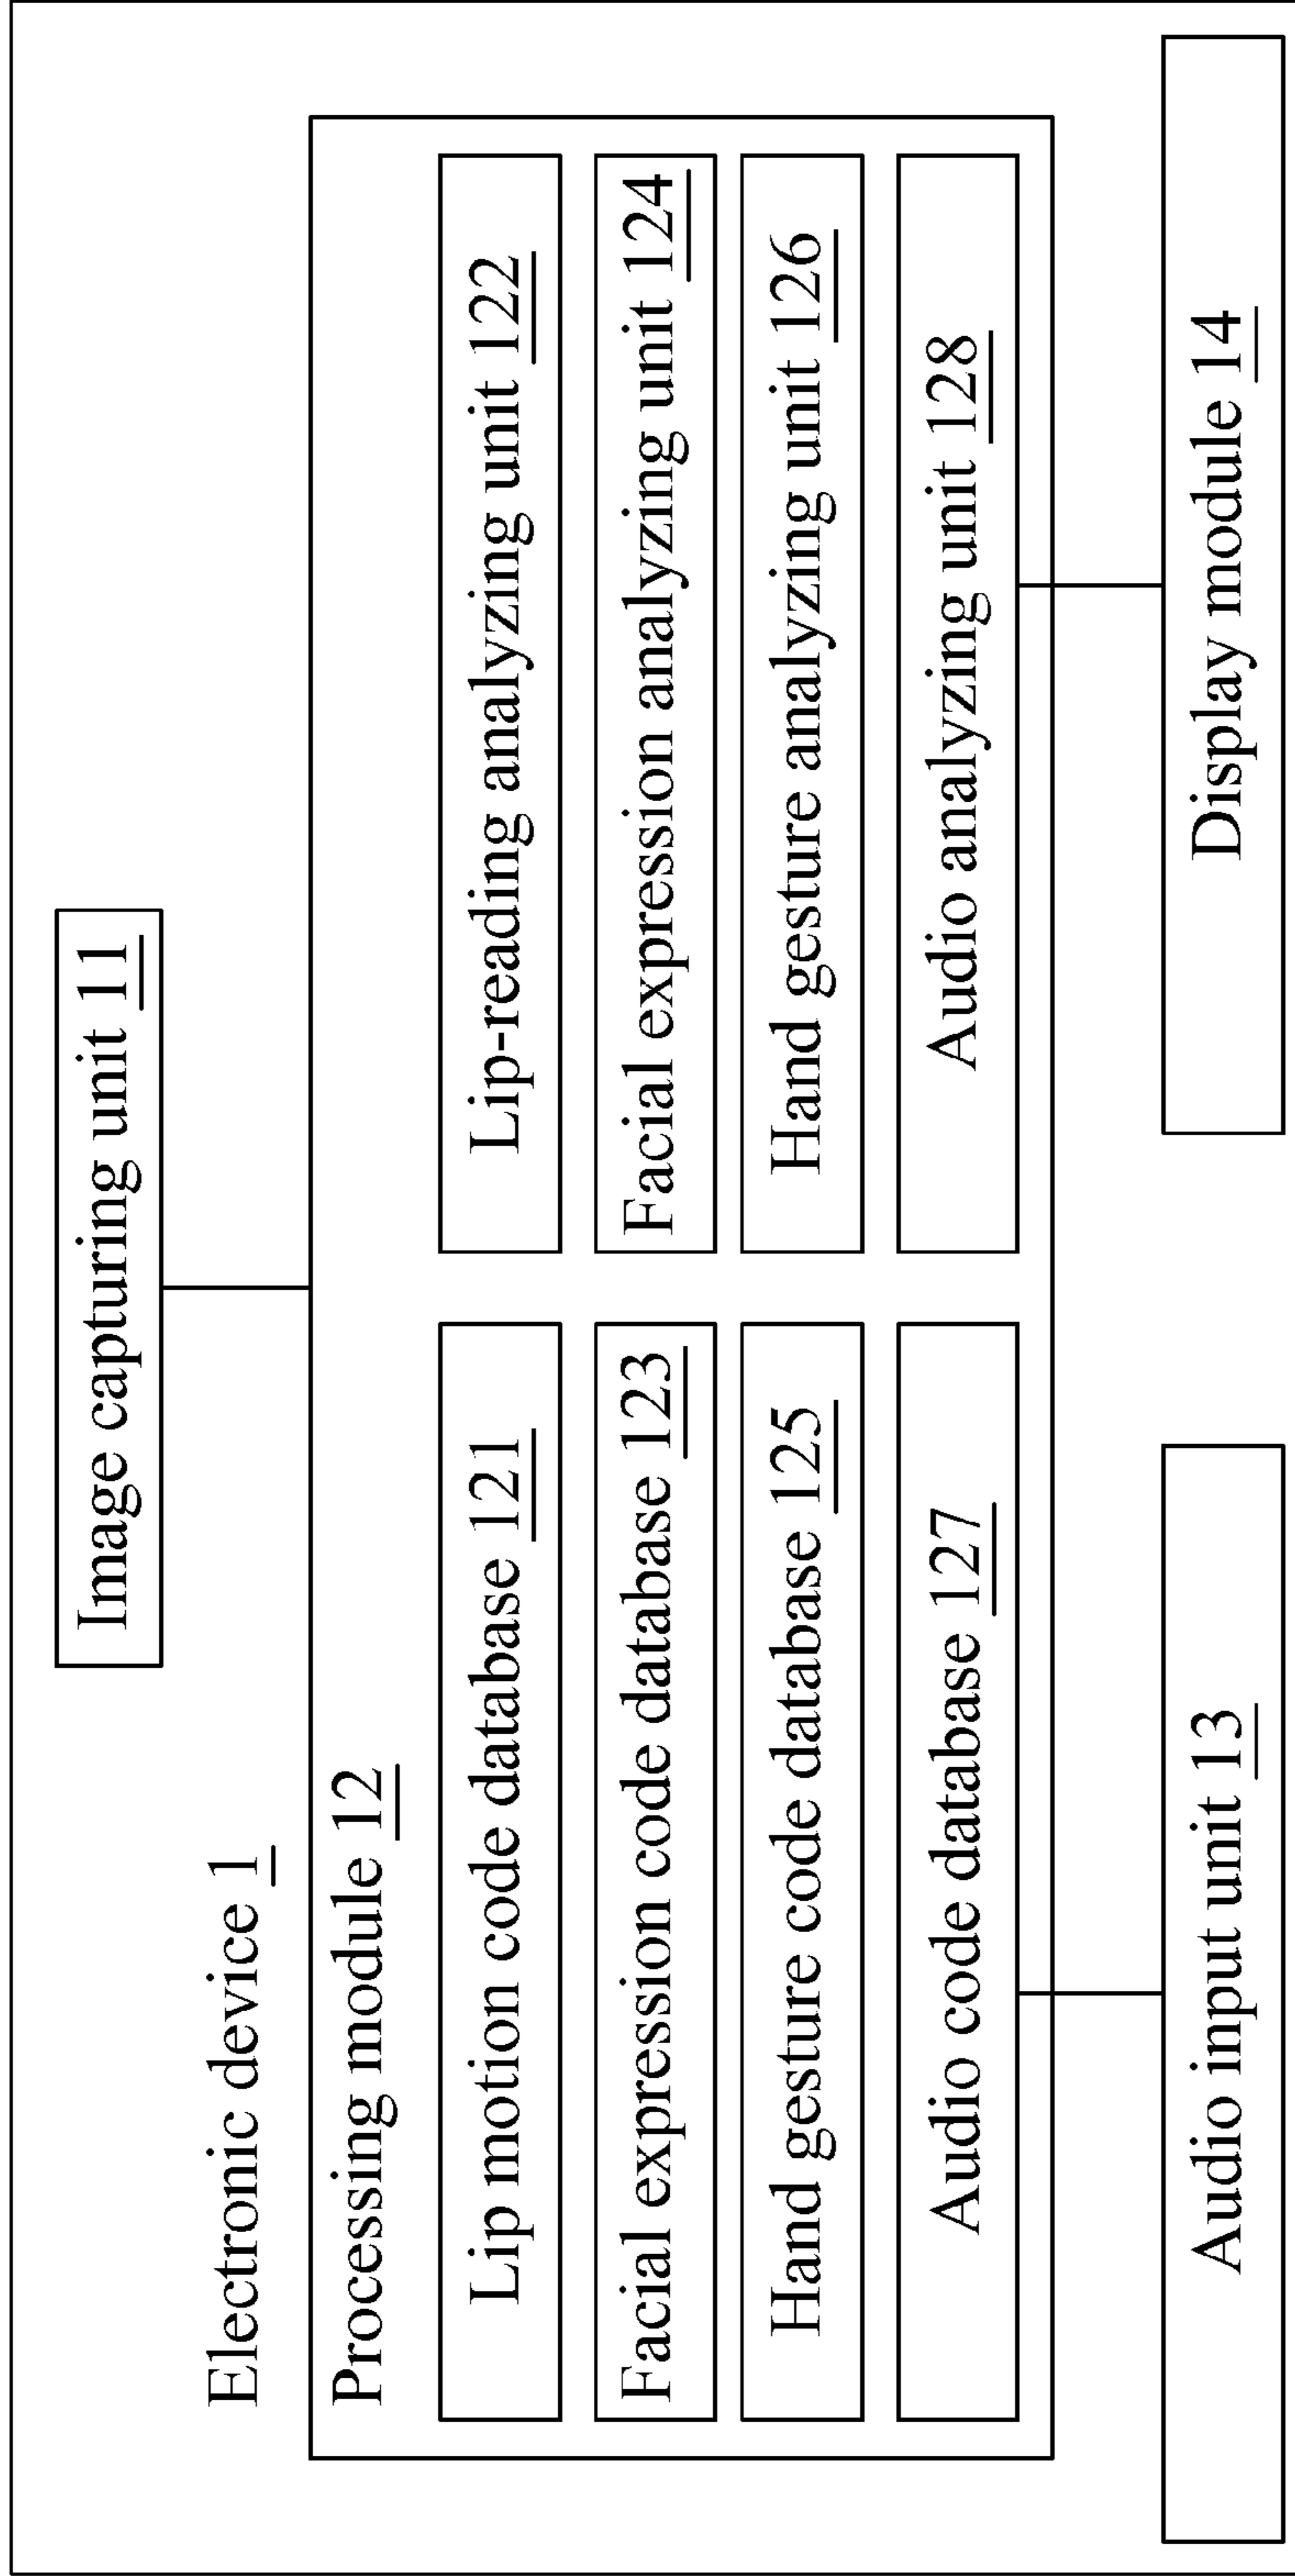 Image capturing unit 11
Electronic device 1
Processing module 12
Lip motion code database 121
Lip-reading analyzing unit 122
Facial expression code database 123
Facial expression analyzing unit 124
Hand gesture code database 125
Hand gesture analyzing unit 126
Audio code database 127
Audio analyzing unit 128
Audio input unit 13
Display module 14